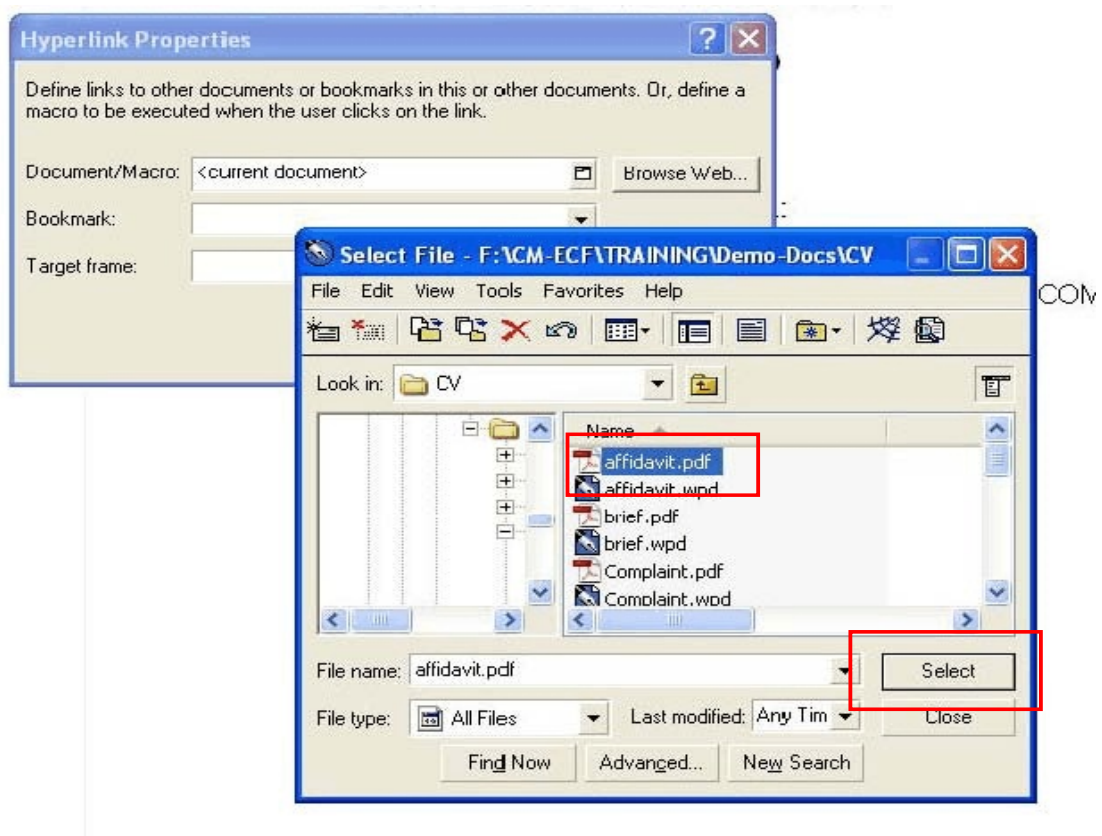 Hyperlink Properties
Define links to other documents or bookmarks in this or other documents. Or, define a
macro to be executed when the user clicks on the link.
Document/Macro: <current document> Browse Web...
Bookmark:
Target frame:
Select File - F:\CM-ECF\TRAINING\Demo-Docs\CV
File Edit View Tools Favorites Help
COM
Look in: CV
Name
affidavit.pdf
affidavit.wpd
brief.pdf
brief.wpd
Complaint.pdf
Complaint.wpd
File name: affidavit.pdf Select
File type: All Files Last modified: Any Tim Close
Find Now Advanced... New Search